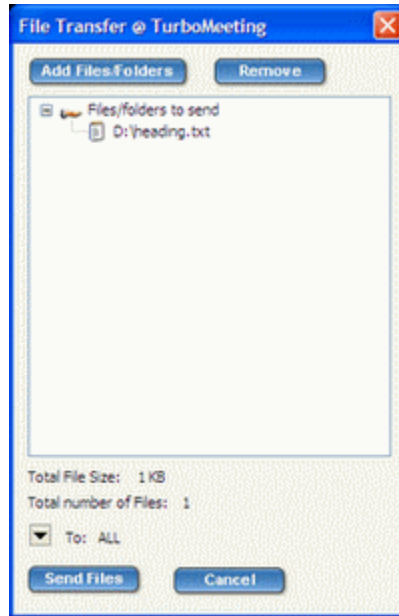 File Transfer @ TurboMeeting
Add Files/Folders Remove
Files/folders to send
D:\heading.txt
Total File Size: 1 KB
Total number of Files: 1
To: ALL
Send Files Cancel